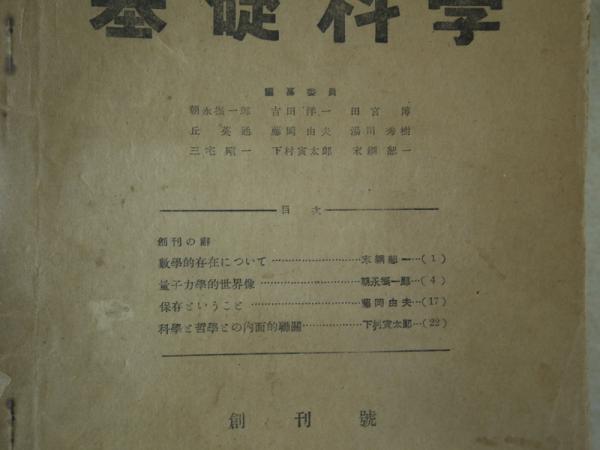 基礎科学
編集委員
朝永振一郎 吉田洋一 田宮博
丘英通 藤岡由夫 湯川秀樹
三宅剛一 下村寅太郎 末綱恕一
目次
創刊の辭
數學的存在について 末綱恕一 (1)
量子力學的世界像 朝永振一郎 (4)
保存ということ 藤岡由夫 (17)
科學と哲學との内面的聯關 下村寅太郎 (22)
創刊號